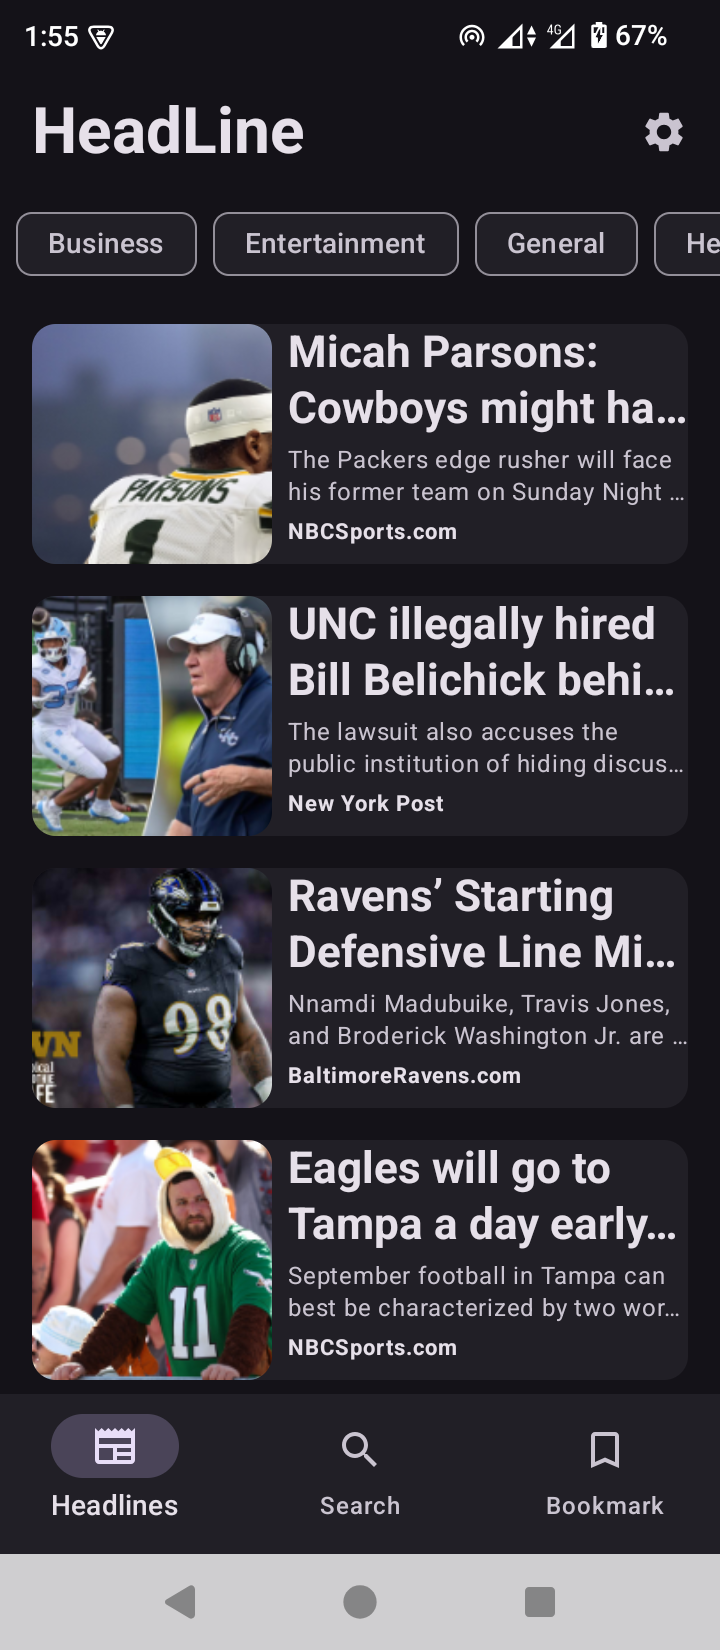 1:55
4G
67%
HeadLine
Business
Entertainment
General
He
Micah Parsons:
Cowboys might ha...
The Packers edge rusher will face
his former team on Sunday Night ...
NBCSports.com
PARSONS
1
UNC illegally hired
Bill Belichick behi...
The lawsuit also accuses the
public institution of hiding discus...
New York Post
Ravens’ Starting
Defensive Line Mi...
Nnamdi Madubuike, Travis Jones,
and Broderick Washington Jr. are ...
BaltimoreRavens.com
98
Eagles will go to
Tampa a day early...
September football in Tampa can
best be characterized by two wor...
NBCSports.com
11
Headlines
Search
Bookmark